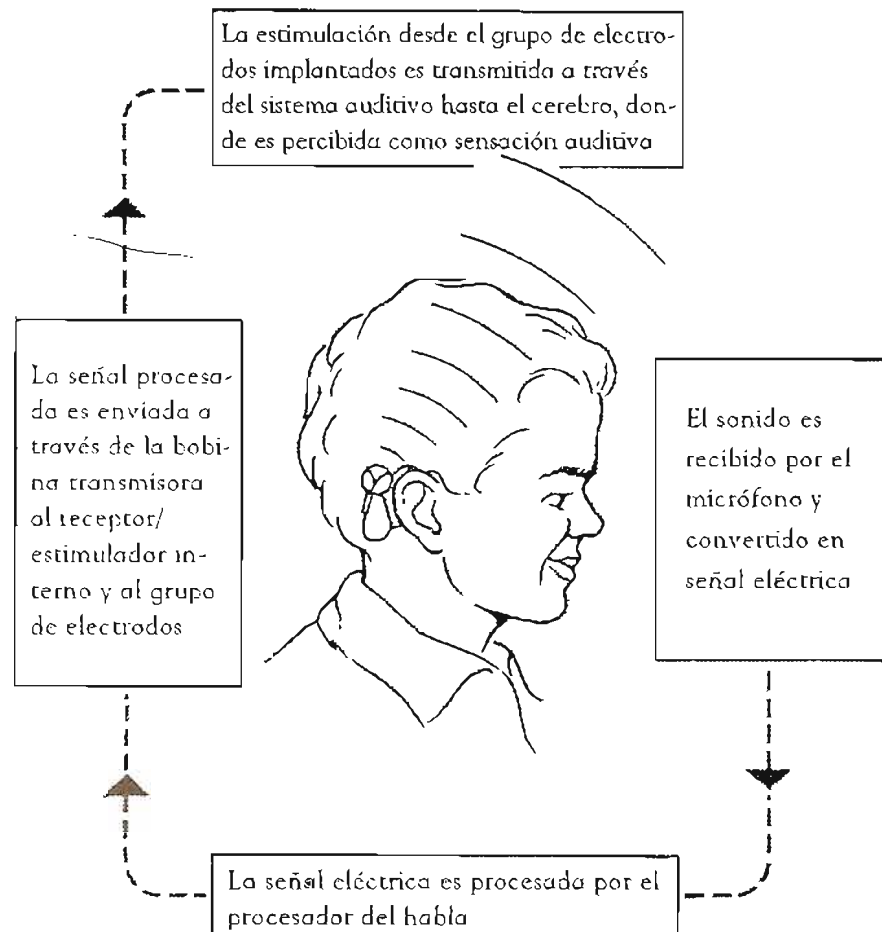 La estimulación desde el grupo de electro-
dos implantados es transmitida a través
del sistema auditivo hasta el cerebro, don-
de es percibida como sensación auditiva
La señal procesa-
da es enviada a
través de la bobi-
na transmisora
al receptor/
estimulador in-
terno y al grupo
de electrodos
El sonido es
recibido por el
micrófono y
convertido en
señal eléctrica
La señal eléctrica es procesada por el
procesador del habla